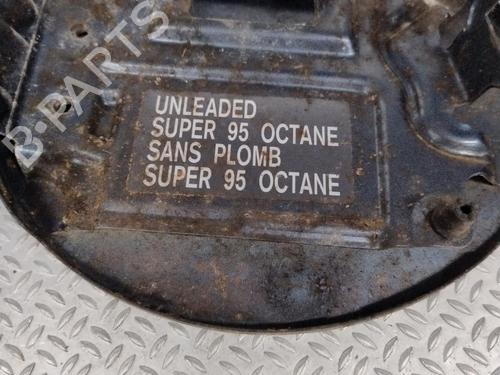 B-PARTS
UNLEADED
SUPER 95 OCTANE
SANS PLOMB
SUPER 95 OCTANE